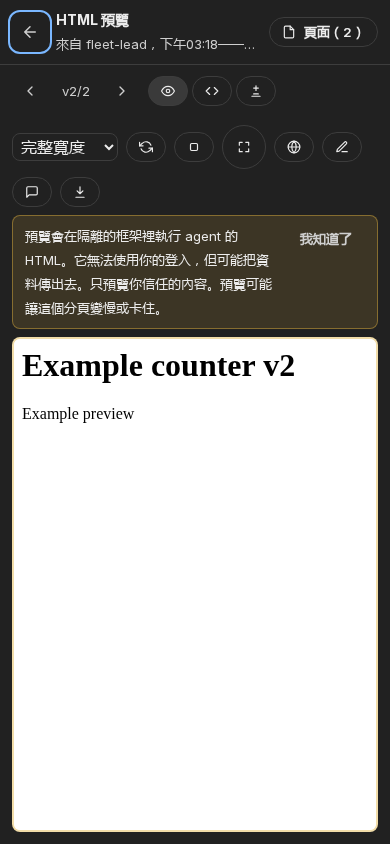 HTML 預覽
來自 fleet-lead，下午03:18——…
頁面（2）
v2/2
完整寬度
預覽會在隔離的框架裡執行 agent 的
HTML。它無法使用你的登入，但可能把資
料傳出去。只預覽你信任的內容。預覽可能
讓這個分頁變慢或卡住。
我知道了
Example counter v2
Example preview